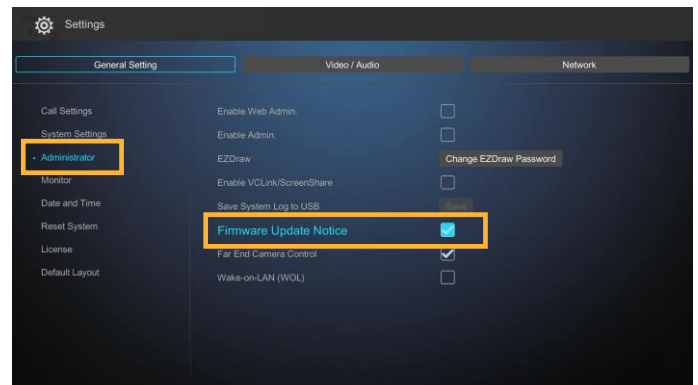 Settings
General Setting
Video / Audio
Network
Call Settings
System Settings
Administrator
Monitor
Date and Time
Reset System
License
Default Layout
Enable Web Admin.
Enable Admin.
EZDraw Change EZDraw Password
Enable VCLink/ScreenShare
Save System Log to USB Save
Firmware Update Notice
Far End Camera Control
Wake-on-LAN (WOL)